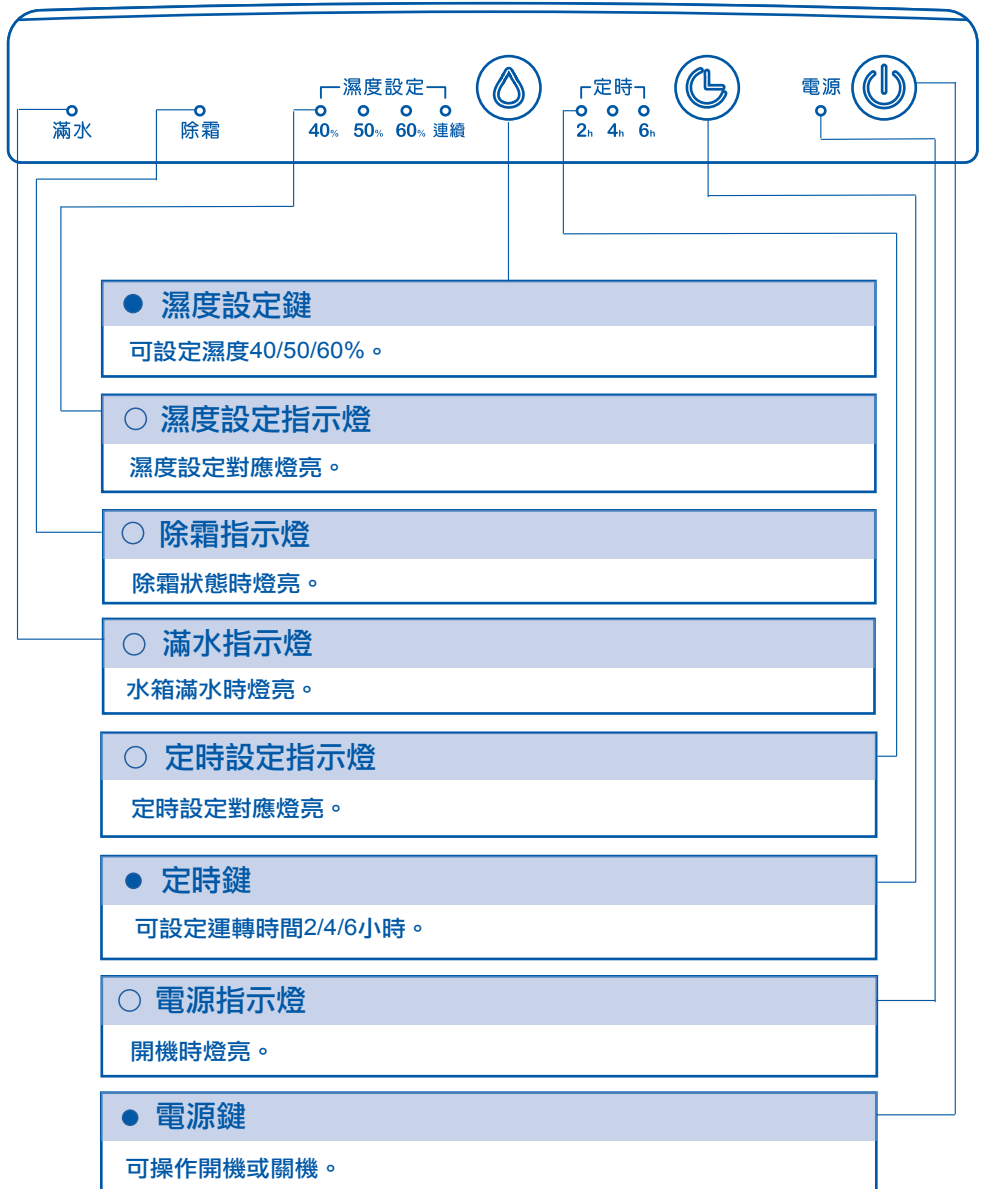 濕度設定
定時
電源
滿水
除霜
40% 50% 60% 連續
2h 4h 6h
● 濕度設定鍵
可設定濕度40/50/60%。
○ 濕度設定指示燈
濕度設定對應燈亮。
○ 除霜指示燈
除霜狀態時燈亮。
○ 滿水指示燈
水箱滿水時燈亮。
○ 定時設定指示燈
定時設定對應燈亮。
● 定時鍵
可設定運轉時間2/4/6小時。
○ 電源指示燈
開機時燈亮。
● 電源鍵
可操作開機或關機。